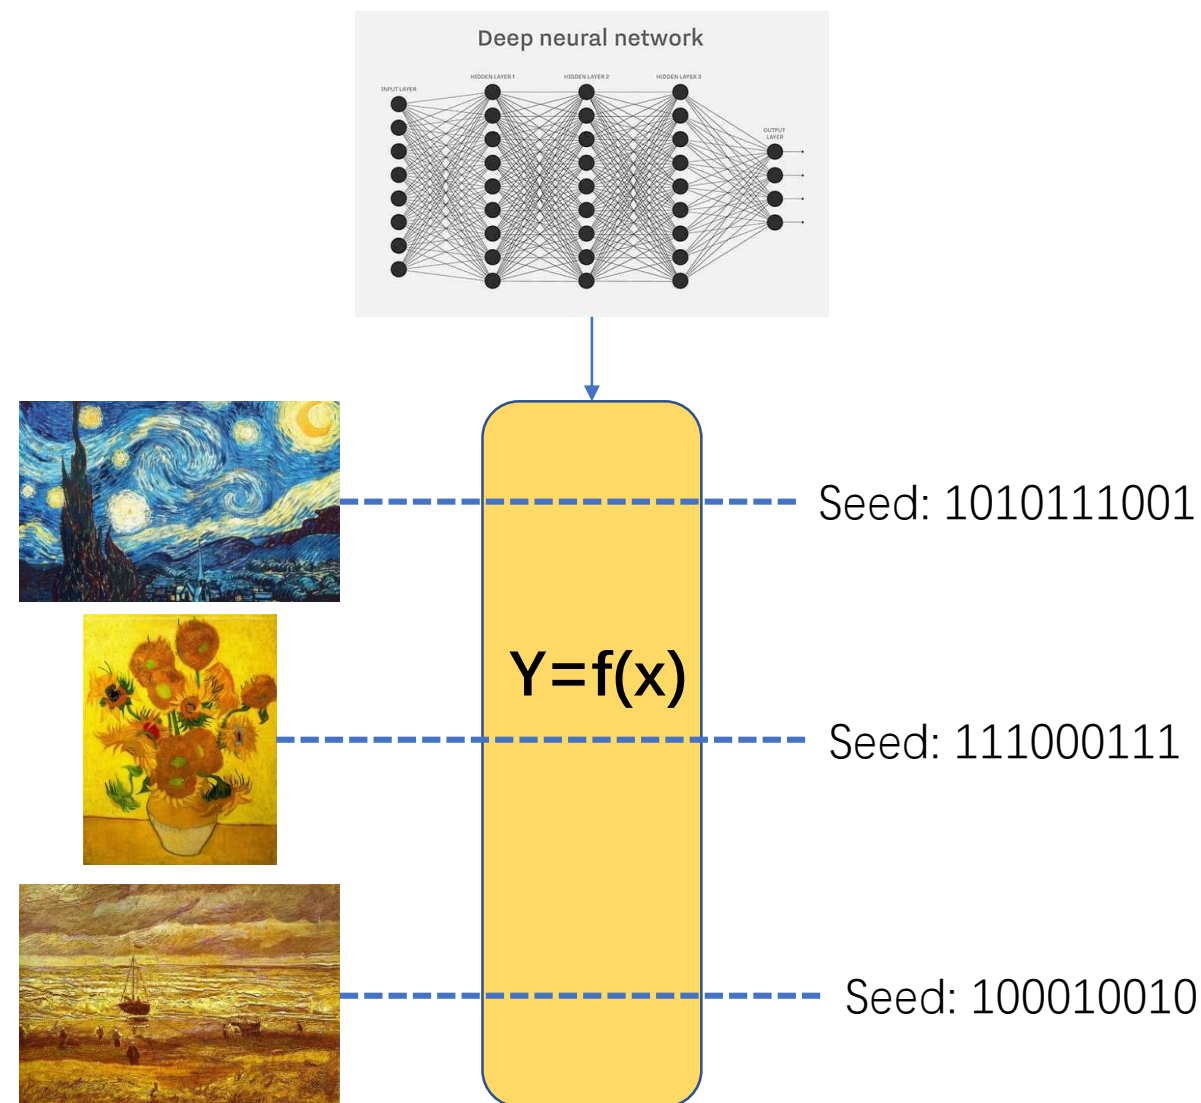 Deep neural network
INPUT LAYER
HIDDEN LAYER 1
HIDDEN LAYER 2
HIDDEN LAYER 3
OUTPUT
LAYER
Seed: 1010111001
Y=f(x)
Seed: 111000111
Seed: 100010010